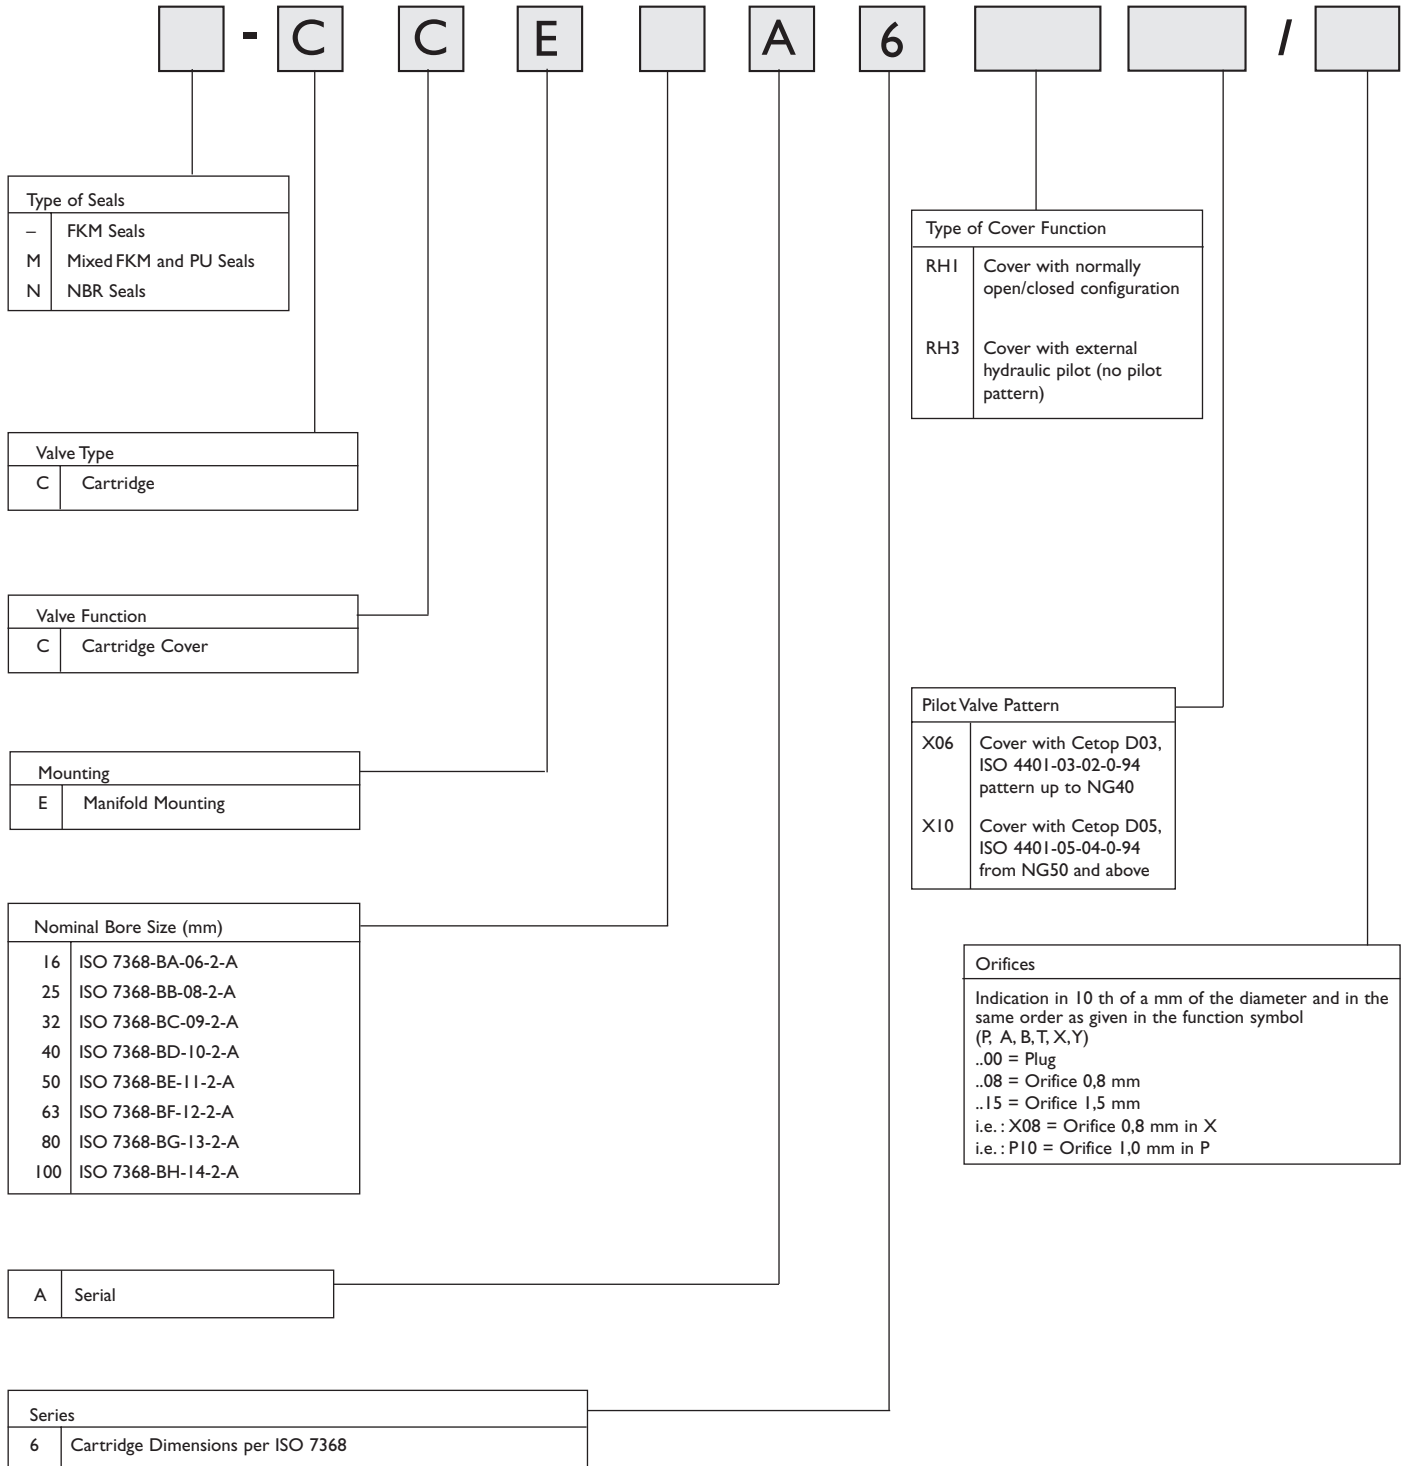 - C C E A 6 /
Type of Seals
– FKM Seals
M Mixed FKM and PU Seals
N NBR Seals
Valve Type
C Cartridge
Valve Function
C Cartridge Cover
Mounting
E Manifold Mounting
Nominal Bore Size (mm)
16 ISO 7368-BA-06-2-A
25 ISO 7368-BB-08-2-A
32 ISO 7368-BC-09-2-A
40 ISO 7368-BD-10-2-A
50 ISO 7368-BE-11-2-A
63 ISO 7368-BF-12-2-A
80 ISO 7368-BG-13-2-A
100 ISO 7368-BH-14-2-A
A Serial
Series
6 Cartridge Dimensions per ISO 7368
Type of Cover Function
RH1 Cover with normally
open/closed configuration
RH3 Cover with external
hydraulic pilot (no pilot
pattern)
Pilot Valve Pattern
X06 Cover with Cetop D03,
ISO 4401-03-02-0-94
pattern up to NG40
X10 Cover with Cetop D05,
ISO 4401-05-04-0-94
from NG50 and above
Orifices
Indication in 10 th of a mm of the diameter and in the
same order as given in the function symbol
(P, A, B, T, X, Y)
..00 = Plug
..08 = Orifice 0,8 mm
..15 = Orifice 1,5 mm
i.e. : X08 = Orifice 0,8 mm in X
i.e. : P10 = Orifice 1,0 mm in P